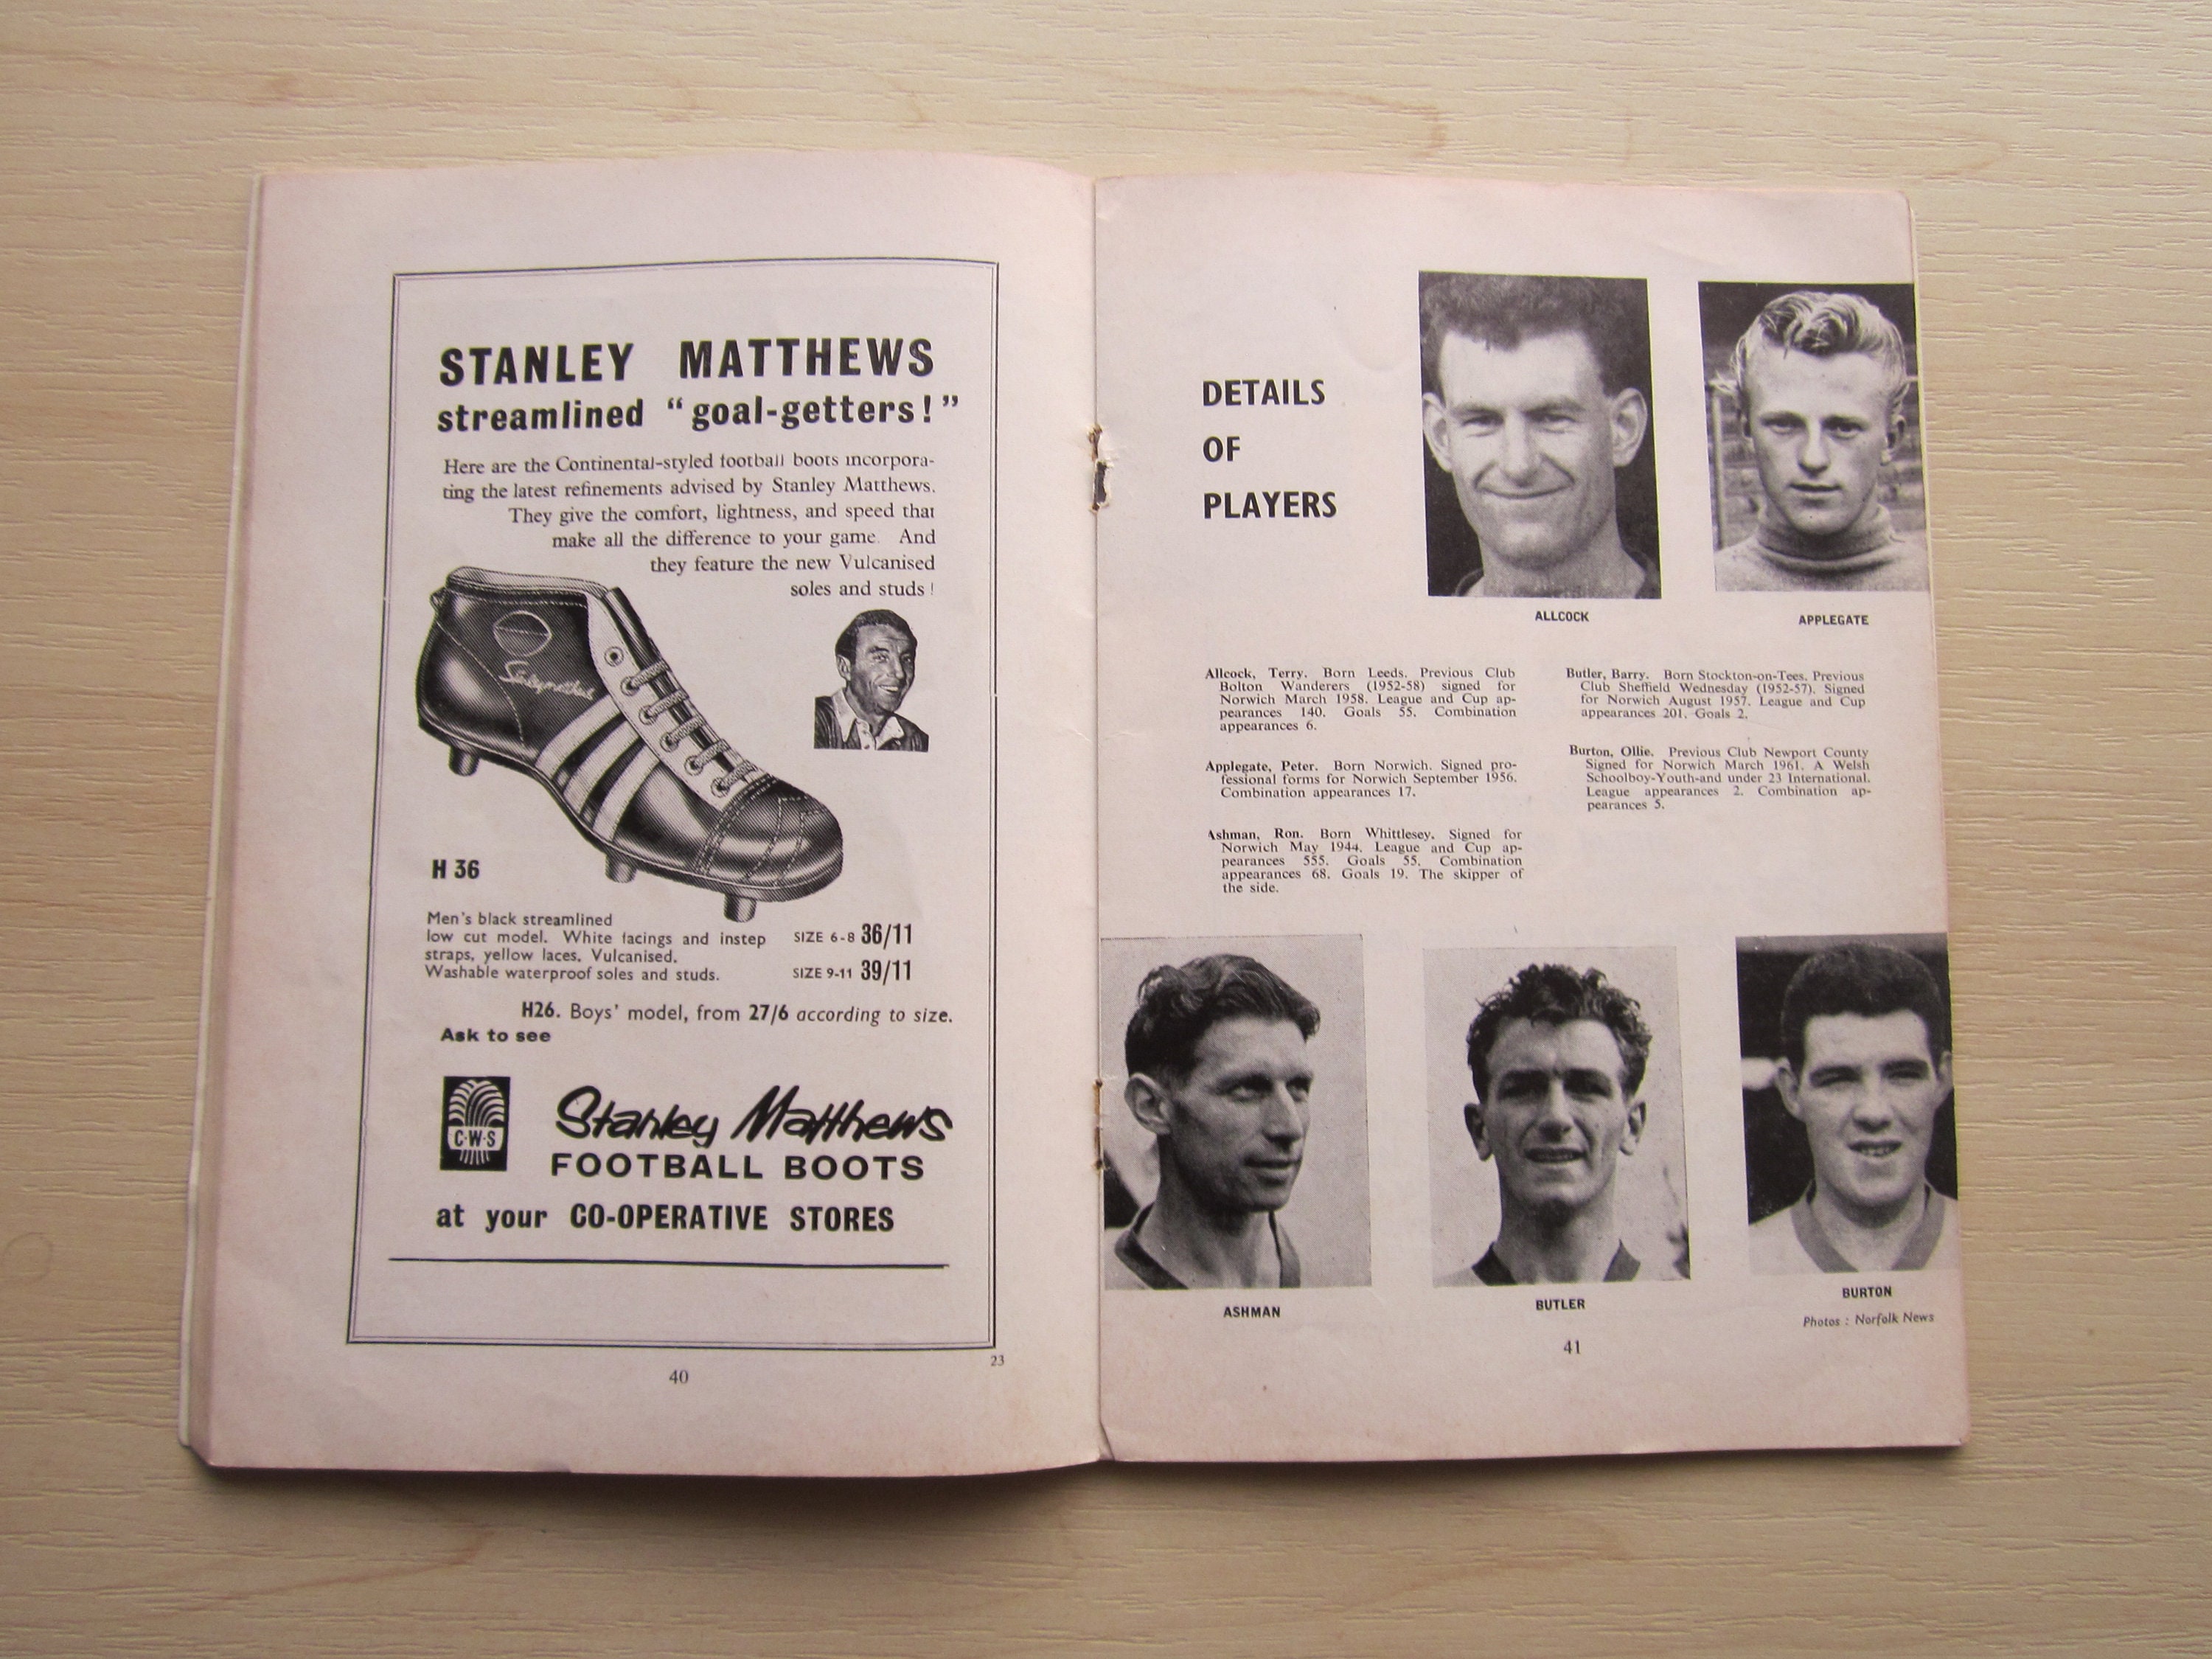 STANLEY MATTHEWS
streamlined "goal-getters!"
Here are the Continental-styled football boots incorpora-
ting the latest refinements advised by Stanley Matthews.
They give the comfort, lightness, and speed that
make all the difference to your game. And
they feature the new Vulcanised
soles and studs!
H 36
Men's black streamlined
low cut model. White facings and instep
straps, yellow laces. Vulcanised.
Washable waterproof soles and studs.
SIZE 6-8 36/11
SIZE 9-11 39/11
H26. Boys' model, from 27/6 according to size.
Ask to see
C·W·S
Stanley Matthews
FOOTBALL BOOTS
at your CO-OPERATIVE STORES
23
40
DETAILS
OF
PLAYERS
ALLCOCK
APPLEGATE
Allcock, Terry. Born Leeds. Previous Club
Bolton Wanderers (1952-58) signed for
Norwich March 1958. League and Cup ap-
pearances 140. Goals 55. Combination
appearances 6.
Applegate, Peter. Born Norwich. Signed pro-
fessional forms for Norwich September 1956.
Combination appearances 17.
Ashman, Ron. Born Whittlesey. Signed for
Norwich May 1944. League and Cup ap-
pearances 555. Goals 55. Combination
appearances 68. Goals 19. The skipper of
the side.
Butler, Barry. Born Stockton-on-Tees. Previous
Club Sheffield Wednesday (1952-57). Signed
for Norwich August 1957. League and Cup
appearances 201. Goals 2.
Burton, Ollie. Previous Club Newport County
Signed for Norwich March 1961. A Welsh
Schoolboy-Youth-and under 23 International.
League appearances 2. Combination ap-
pearances 5.
ASHMAN
BUTLER
BURTON
Photos : Norfolk News
41